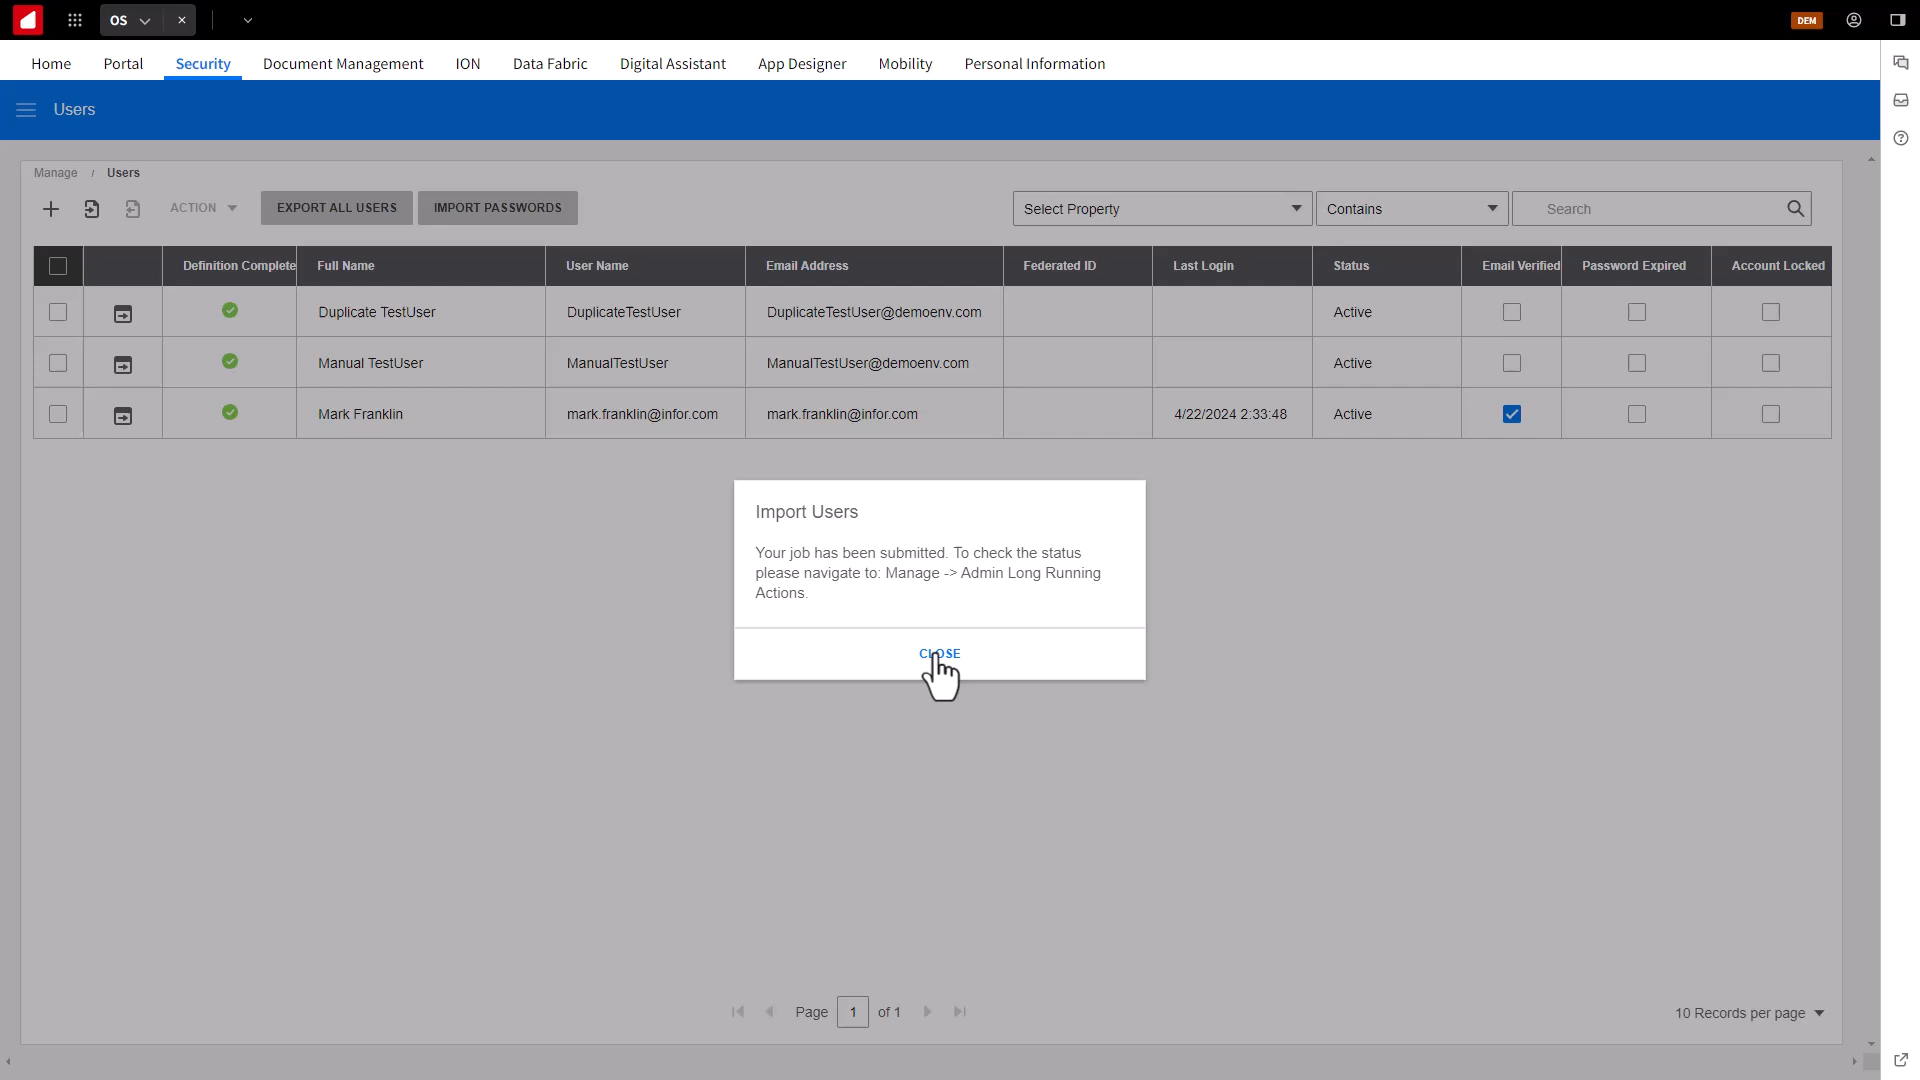 OS
DEM
Home Portal Security Document Management ION Data Fabric Digital Assistant App Designer Mobility Personal Information
Users
Manage / Users
ACTION EXPORT ALL USERS IMPORT PASSWORDS Select Property Contains Search
Definition Complete Full Name User Name Email Address Federated ID Last Login Status Email Verified Password Expired Account Locked
Duplicate TestUser DuplicateTestUser DuplicateTestUser@demoenv.com Active
Manual TestUser ManualTestUser ManualTestUser@demoenv.com Active
Mark Franklin mark.franklin@infor.com mark.franklin@infor.com 4/22/2024 2:33:48 Active
Import Users
Your job has been submitted. To check the status
please navigate to: Manage -> Admin Long Running
Actions.
CLOSE
Page 1 of 1
10 Records per page